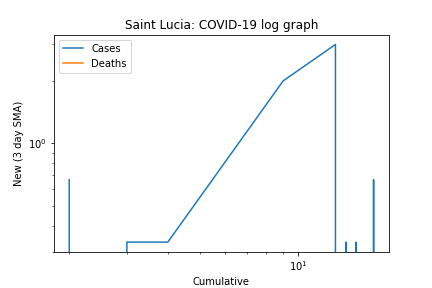 Saint Lucia: COVID-19 log graph
Cases
Deaths
New (3 day SMA)
10⁰
10¹
Cumulative